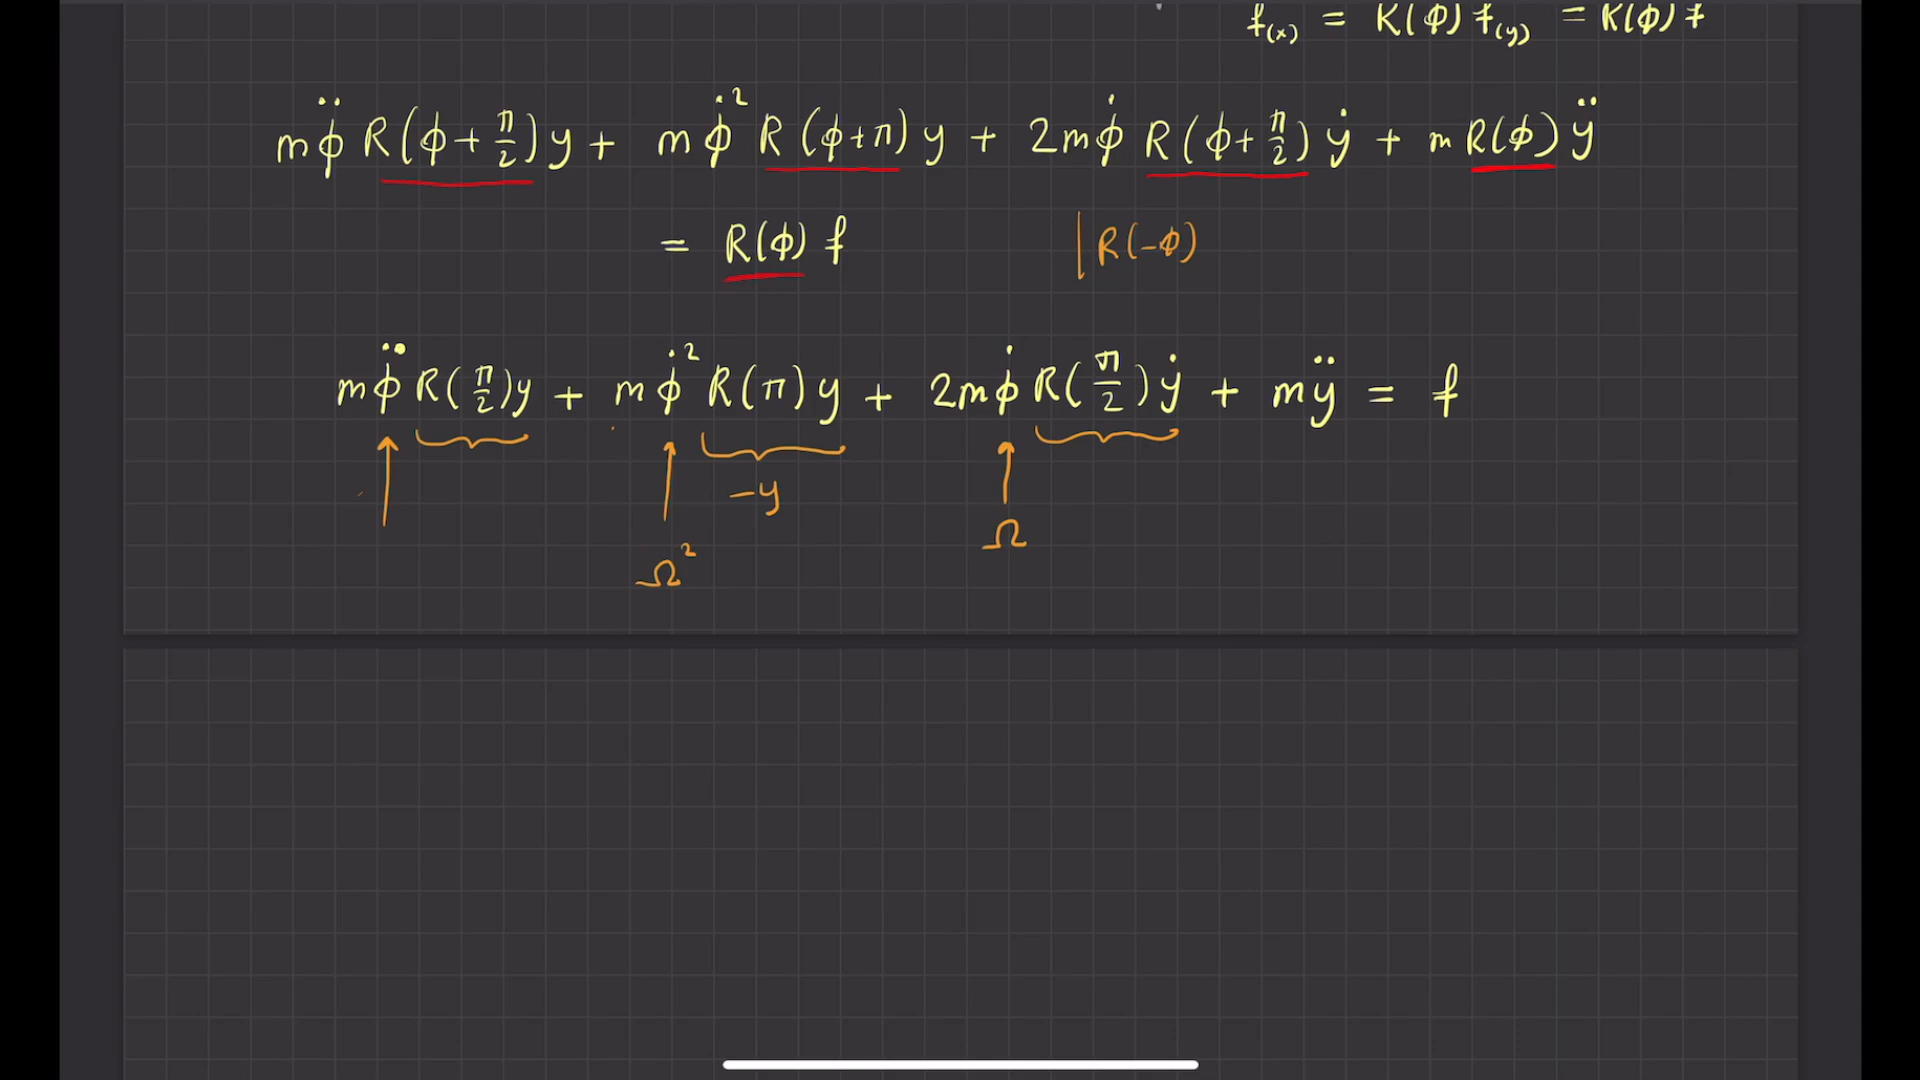 f₍ₓ₎ = R(ϕ) f₍y₎ = R(ϕ) f
mϕ̈ R(ϕ + π/2) y + mϕ̇² R(ϕ+π) y + 2mϕ̇ R(ϕ + π/2) ẏ + m R(ϕ) ÿ
= R(ϕ) f | R(-ϕ)
mϕ̈ R(π/2) y + mϕ̇² R(π) y + 2mϕ̇ R(π/2) ẏ + mÿ = f
-y
Ω² Ω